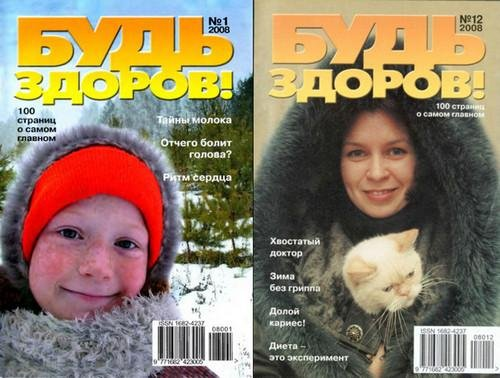 БУДЬ
ЗДОРОВ!
№1
2008
100
страниц
о самом
главном
Тайны молока
Отчего болит
голова?
Ритм сердца
ISSN 1682-4237
08001
9 771682 423005
БУДЬ
ЗДОРОВ!
№12
2008
100 страниц
о самом главном
Хвостатый
доктор
Зима
без гриппа
Долой
кариес!
Диета –
это эксперимент
ISSN 1682-4237
08012
9 771682 423005